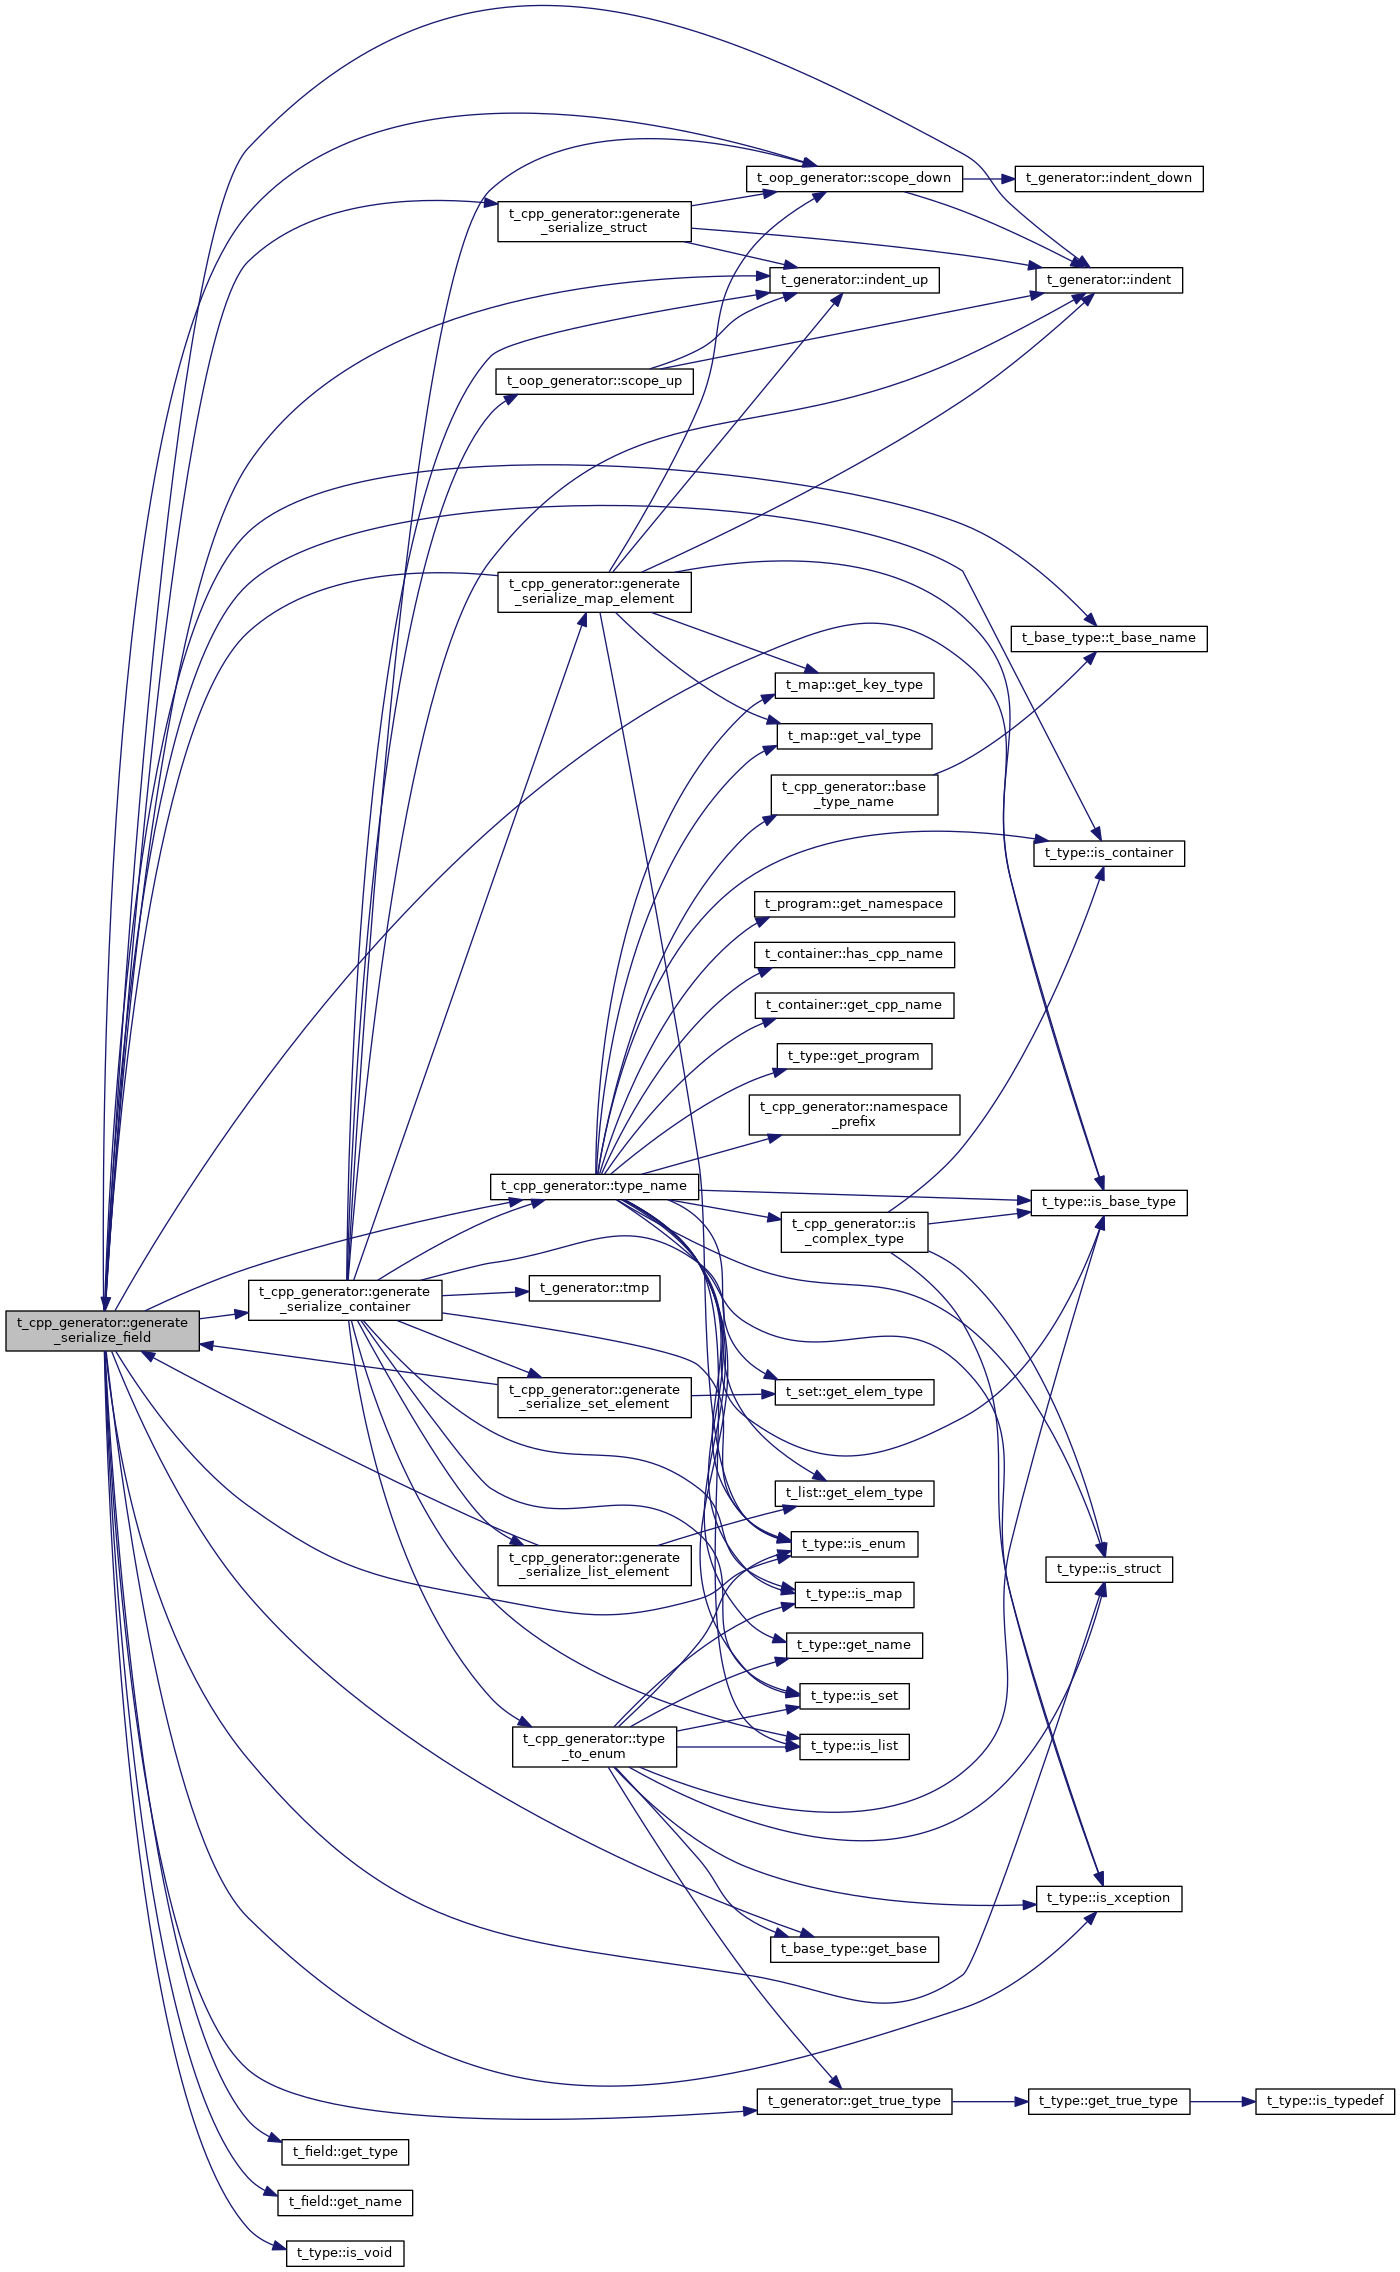 t_oop_generator::scope_down
t_generator::indent_down
t_cpp_generator::generate
_serialize_struct
t_generator::indent_up
t_generator::indent
t_oop_generator::scope_up
t_cpp_generator::generate
_serialize_map_element
t_base_type::t_base_name
t_map::get_key_type
t_map::get_val_type
t_cpp_generator::base
_type_name
t_type::is_container
t_program::get_namespace
t_container::has_cpp_name
t_container::get_cpp_name
t_type::get_program
t_cpp_generator::namespace
_prefix
t_cpp_generator::type_name
t_type::is_base_type
t_cpp_generator::is
_complex_type
t_generator::tmp
t_cpp_generator::generate
_serialize_container
t_cpp_generator::generate
_serialize_field
t_cpp_generator::generate
_serialize_set_element
t_set::get_elem_type
t_list::get_elem_type
t_type::is_enum
t_cpp_generator::generate
_serialize_list_element
t_type::is_struct
t_type::is_map
t_type::get_name
t_type::is_set
t_cpp_generator::type
_to_enum
t_type::is_list
t_type::is_xception
t_base_type::get_base
t_generator::get_true_type
t_type::get_true_type
t_type::is_typedef
t_field::get_type
t_field::get_name
t_type::is_void